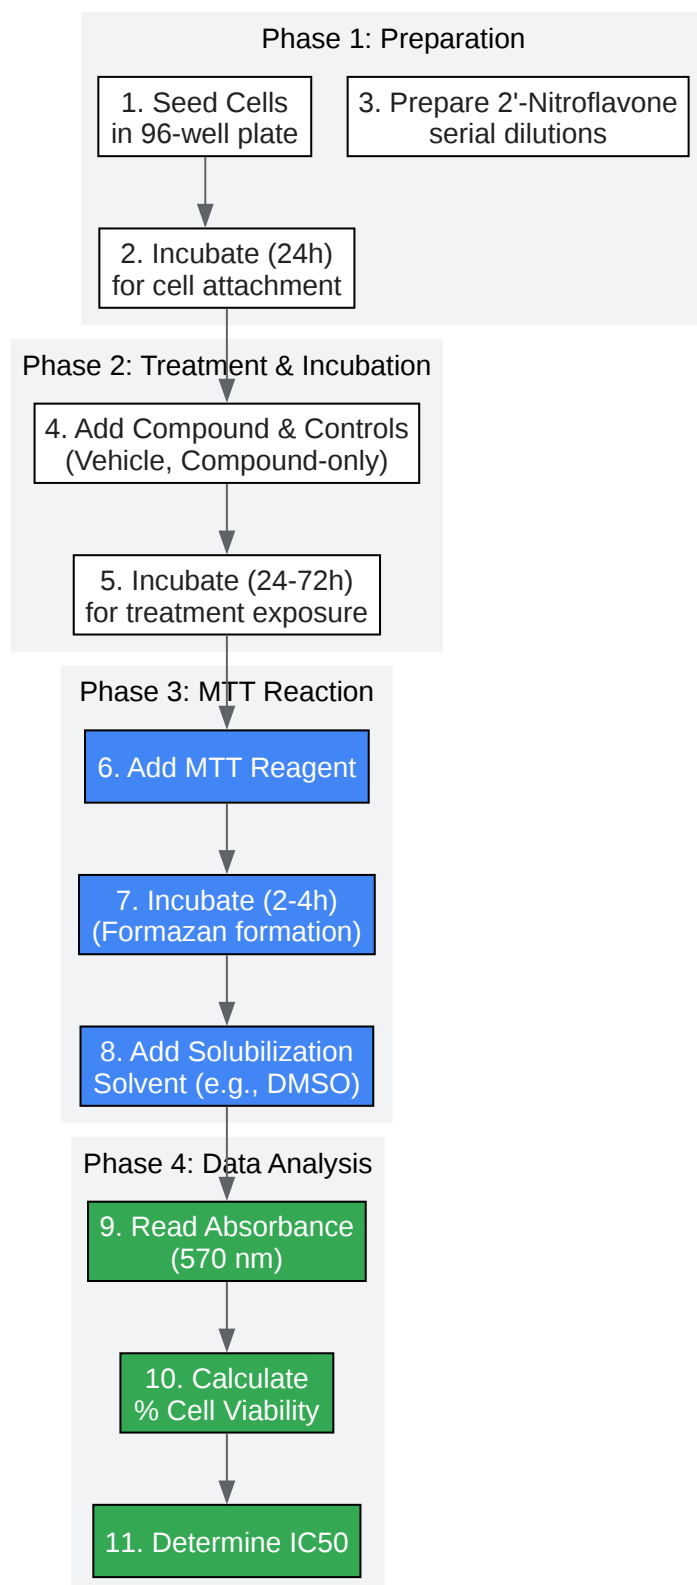 Phase 1: Preparation
1. Seed Cells
in 96-well plate
3. Prepare 2'-Nitroflavone
serial dilutions
2. Incubate (24h)
for cell attachment
Phase 2: Treatment & Incubation
4. Add Compound & Controls
(Vehicle, Compound-only)
5. Incubate (24-72h)
for treatment exposure
Phase 3: MTT Reaction
6. Add MTT Reagent
7. Incubate (2-4h)
(Formazan formation)
8. Add Solubilization
Solvent (e.g., DMSO)
Phase 4: Data Analysis
9. Read Absorbance
(570 nm)
10. Calculate
% Cell Viability
11. Determine IC50